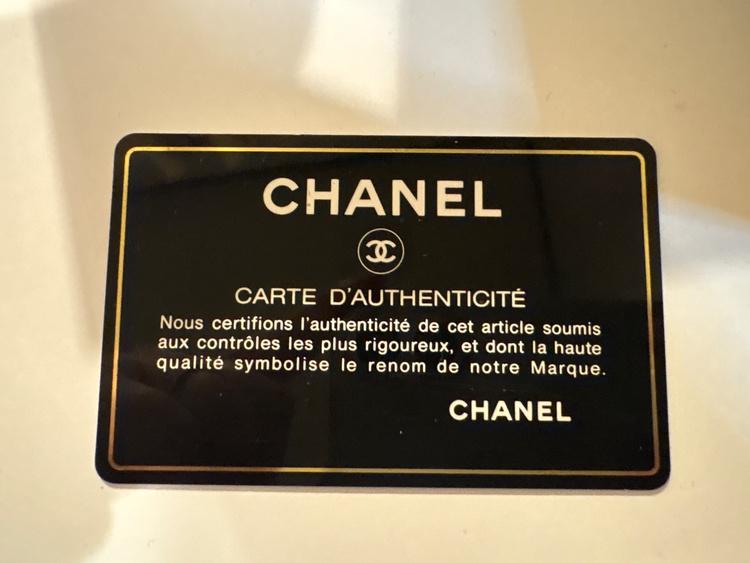 CHANEL
CARTE D'AUTHENTICITÉ
Nous certifions l'authenticité de cet article soumis
aux contrôles les plus rigoureux, et dont la haute
qualité symbolise le renom de notre Marque.
CHANEL